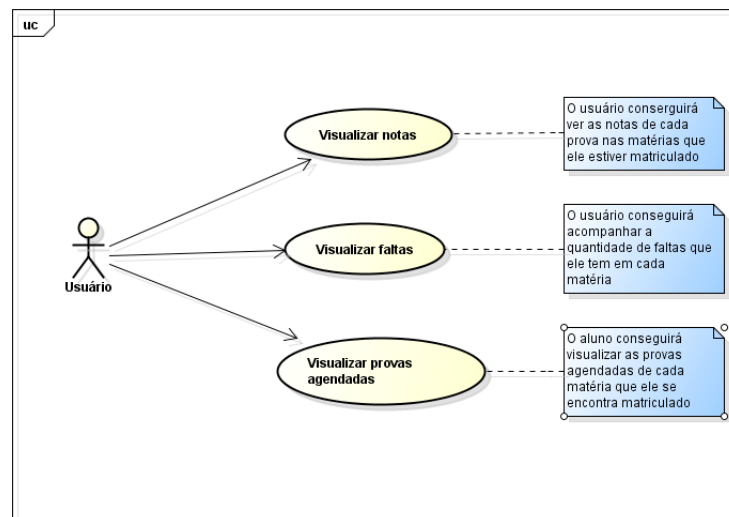 uc
Visualizar notas
O usuário conserguirá
ver as notas de cada
prova nas matérias que
ele estiver matriculado
Visualizar faltas
O usuário conseguirá
acompanhar a
quantidade de faltas que
ele tem em cada
matéria
Usuário
Visualizar provas
agendadas
O aluno conseguirá
visualizar as provas
agendadas de cada
matéria que ele se
encontra matriculado